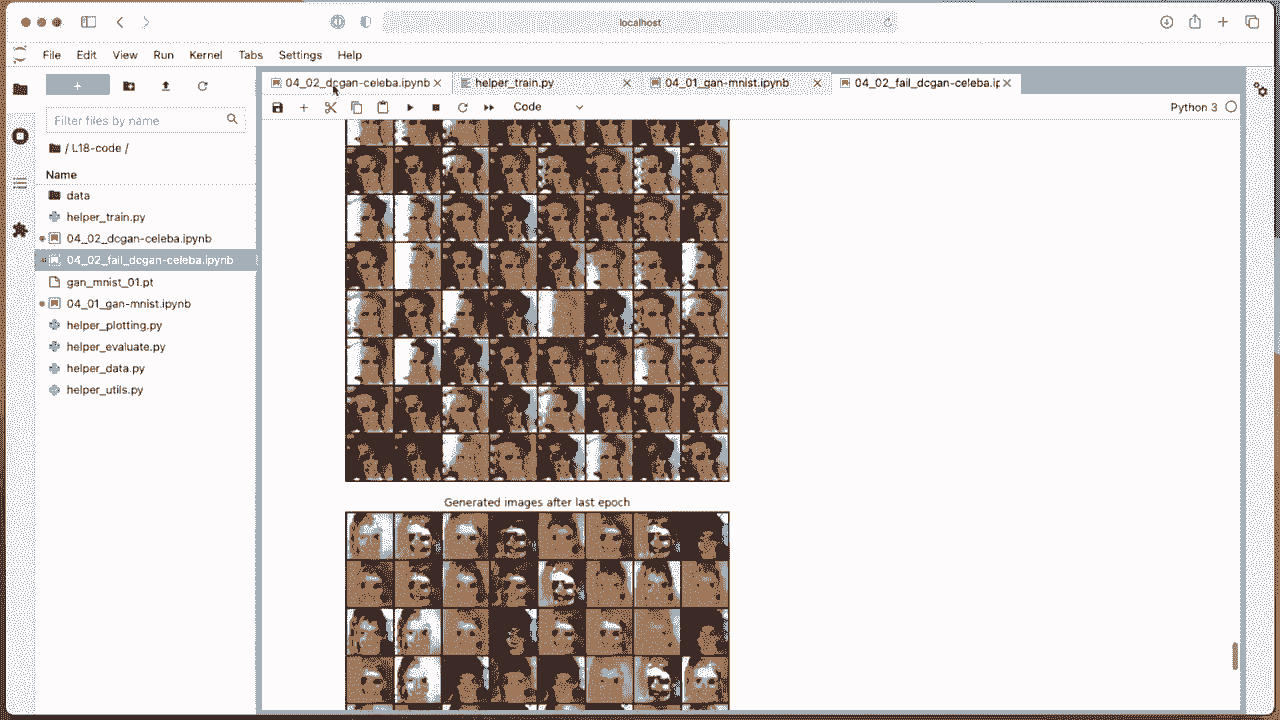 localhost
File Edit View Run Kernel Tabs Settings Help
04_02_dcgan-celeba.ipynb helper_train.py 04_01_gan-mnist.ipynb 04_02_fail_dcgan-celeba.ip
Code Python 3
Filter files by name
/ L18-code /
Name
data
helper_train.py
04_02_dcgan-celeba.ipynb
04_02_fail_dcgan-celeba.ipynb
gan_mnist_01.pt
04_01_gan-mnist.ipynb
helper_plotting.py
helper_evaluate.py
helper_data.py
helper_utils.py
Generated images after last epoch